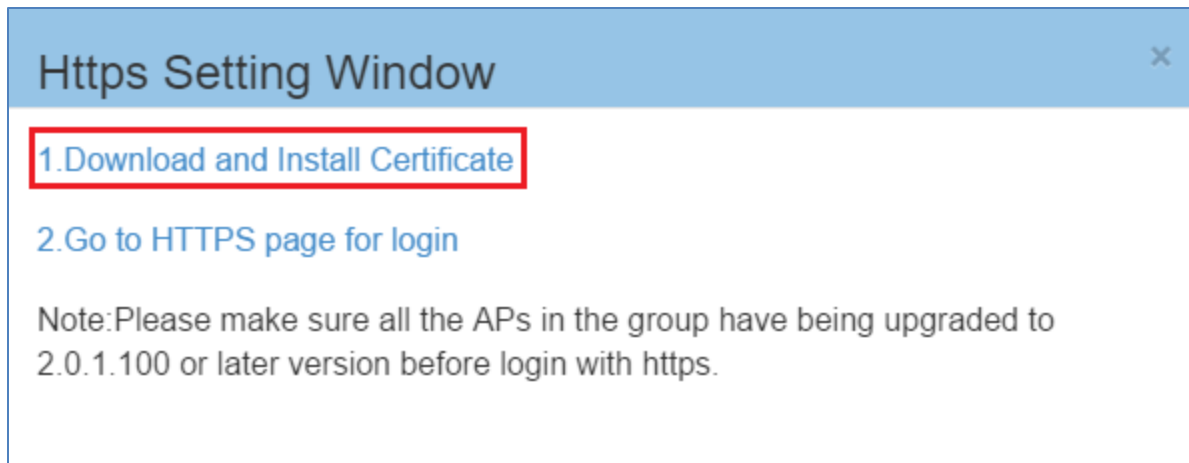 Https Setting Window
×
1.Download and Install Certificate
2.Go to HTTPS page for login
Note:Please make sure all the APs in the group have being upgraded to
2.0.1.100 or later version before login with https.